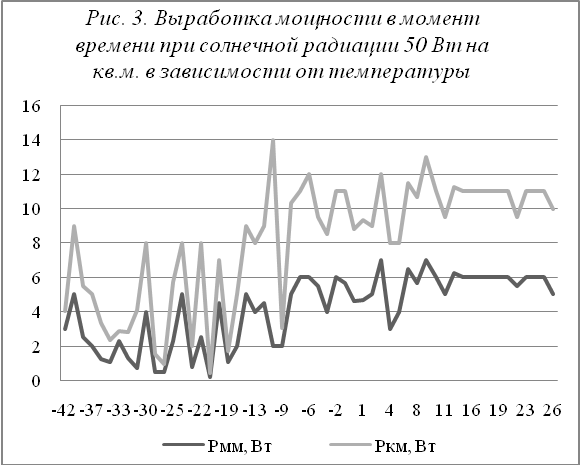 Рис. 3. Выработка мощности в момент
времени при солнечной радиации 50 Вт на
кв.м. в зависимости от температуры
16
14
12
10
8
6
4
2
0
-42 -37 -33 -30 -25 -22 -19 -13 -9 -6 -2 1 4 8 11 16 19 23 26
Рмм, Вт Ркм, Вт